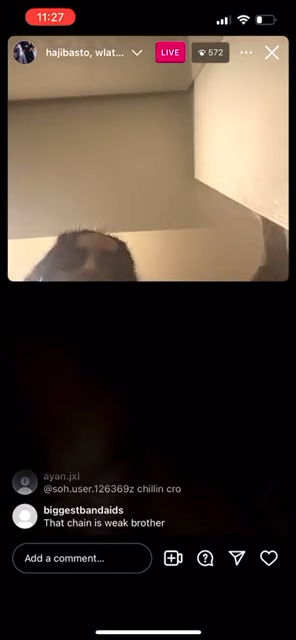 11:27
hajibasto, wlat...
LIVE
572
ayan.jxl
@soh.user.126369z chillin cro
biggestbandaids
That chain is weak brother
Add a comment...